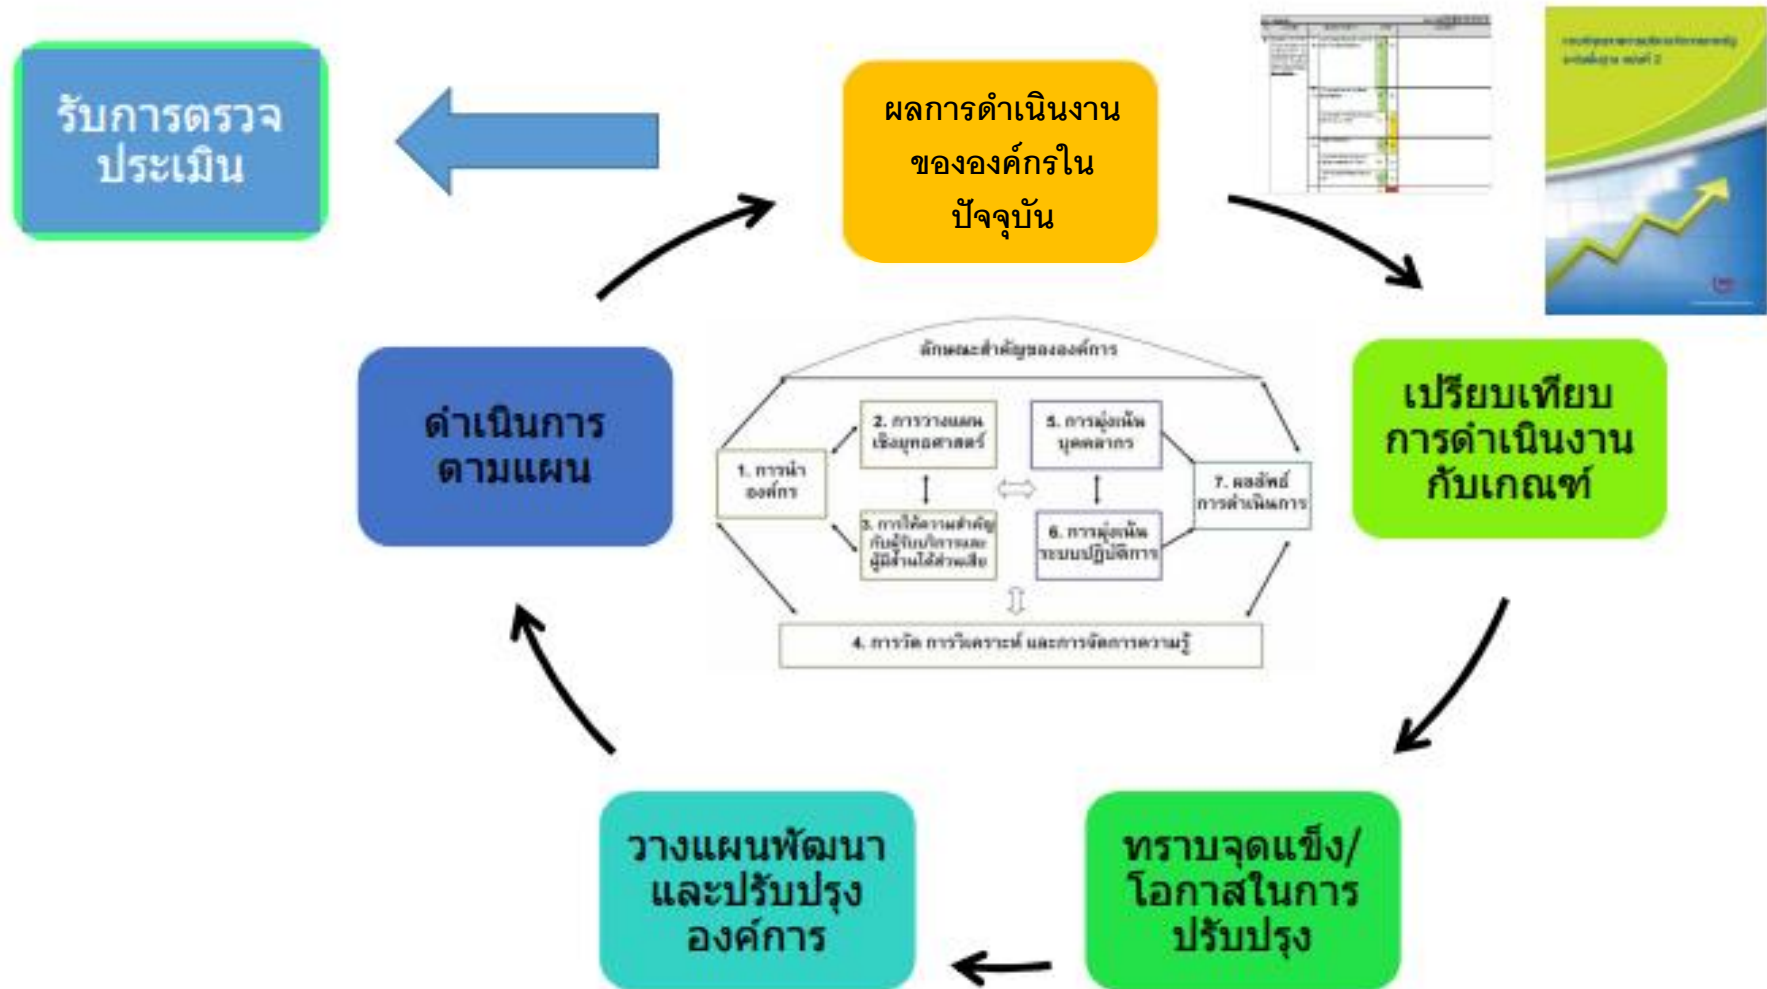 รับการตรวจ
ประเมิน
ผลการดำเนินงาน
ขององค์กรใน
ปัจจุบัน
เปรียบเทียบ
การดำเนินงาน
กับเกณฑ์
ทราบจุดแข็ง/
โอกาสในการ
ปรับปรุง
วางแผนพัฒนา
และปรับปรุง
องค์การ
ดำเนินการ
ตามแผน
ลักษณะสำคัญขององค์การ
1. การนำ
องค์กร
2. การวางแผน
เชิงยุทธศาสตร์
3. การให้ความสำคัญ
กับผู้รับบริการและ
ผู้มีส่วนได้ส่วนเสีย
5. การมุ่งเน้น
บุคคลากร
6. การมุ่งเน้น
ระบบปฏิบัติการ
7. ผลลัพธ์
การดำเนินการ
4. การวัด การวิเคราะห์ และการจัดการความรู้